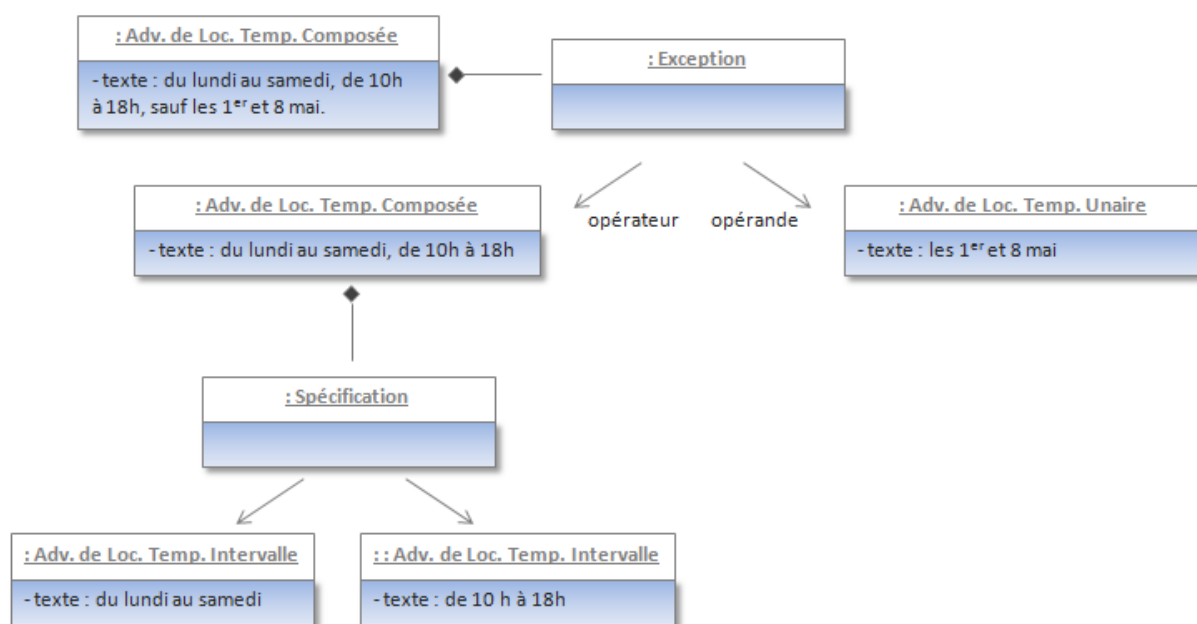 : Adv. de Loc. Temp. Composée
- texte : du lundi au samedi, de 10h
à 18h, sauf les 1er et 8 mai.
: Exception
: Adv. de Loc. Temp. Composée
- texte : du lundi au samedi, de 10h à 18h
opérateur
opérande
: Adv. de Loc. Temp. Unaire
- texte : les 1er et 8 mai
: Spécification
: Adv. de Loc. Temp. Intervalle
- texte : du lundi au samedi
: : Adv. de Loc. Temp. Intervalle
- texte : de 10 h à 18h